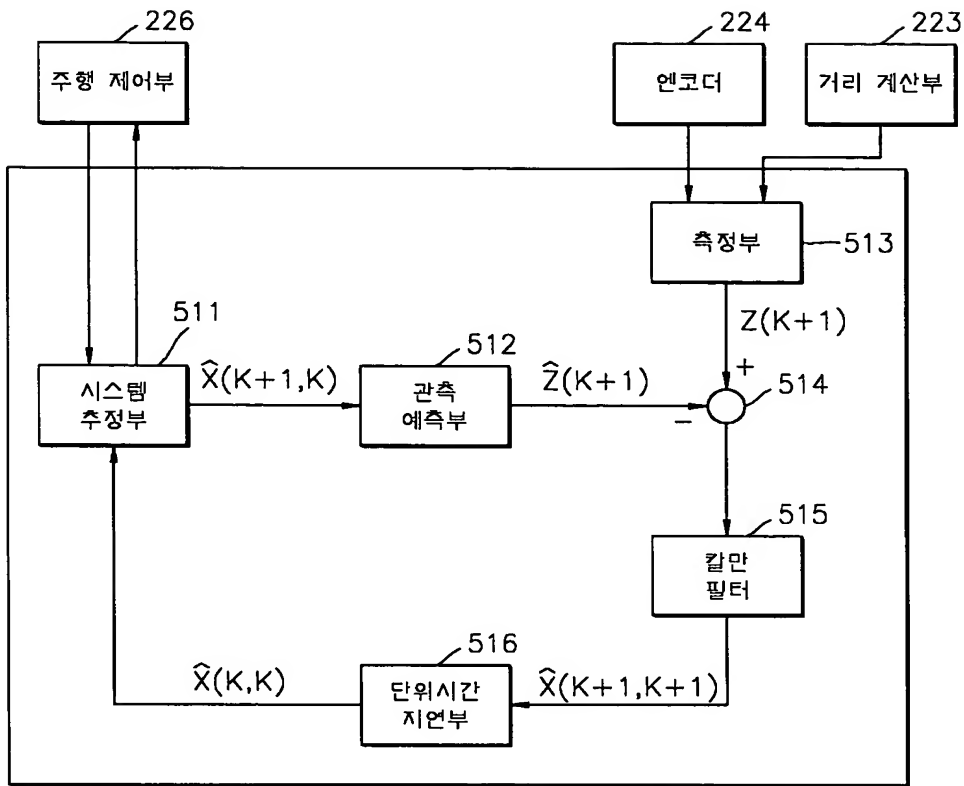 226
224
223
주행 제어부
엔코더
거리 계산부
측정부
513
Z(K+1)
511
시스템
추정부
X̂(K+1,K)
512
관측
예측부
Ẑ(K+1)
+
−
514
515
칼만
필터
X̂(K+1,K+1)
516
단위시간
지연부
X̂(K,K)